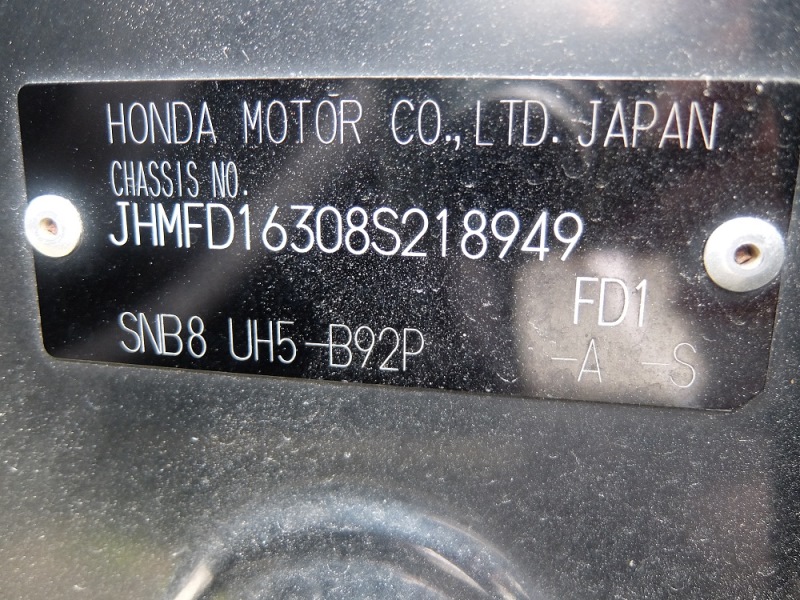 HONDA MOTOR CO.,LTD. JAPAN
CHASSIS NO.
JHMFD16308S218949
FD1
SNB8 UH5-B92P
-A -S